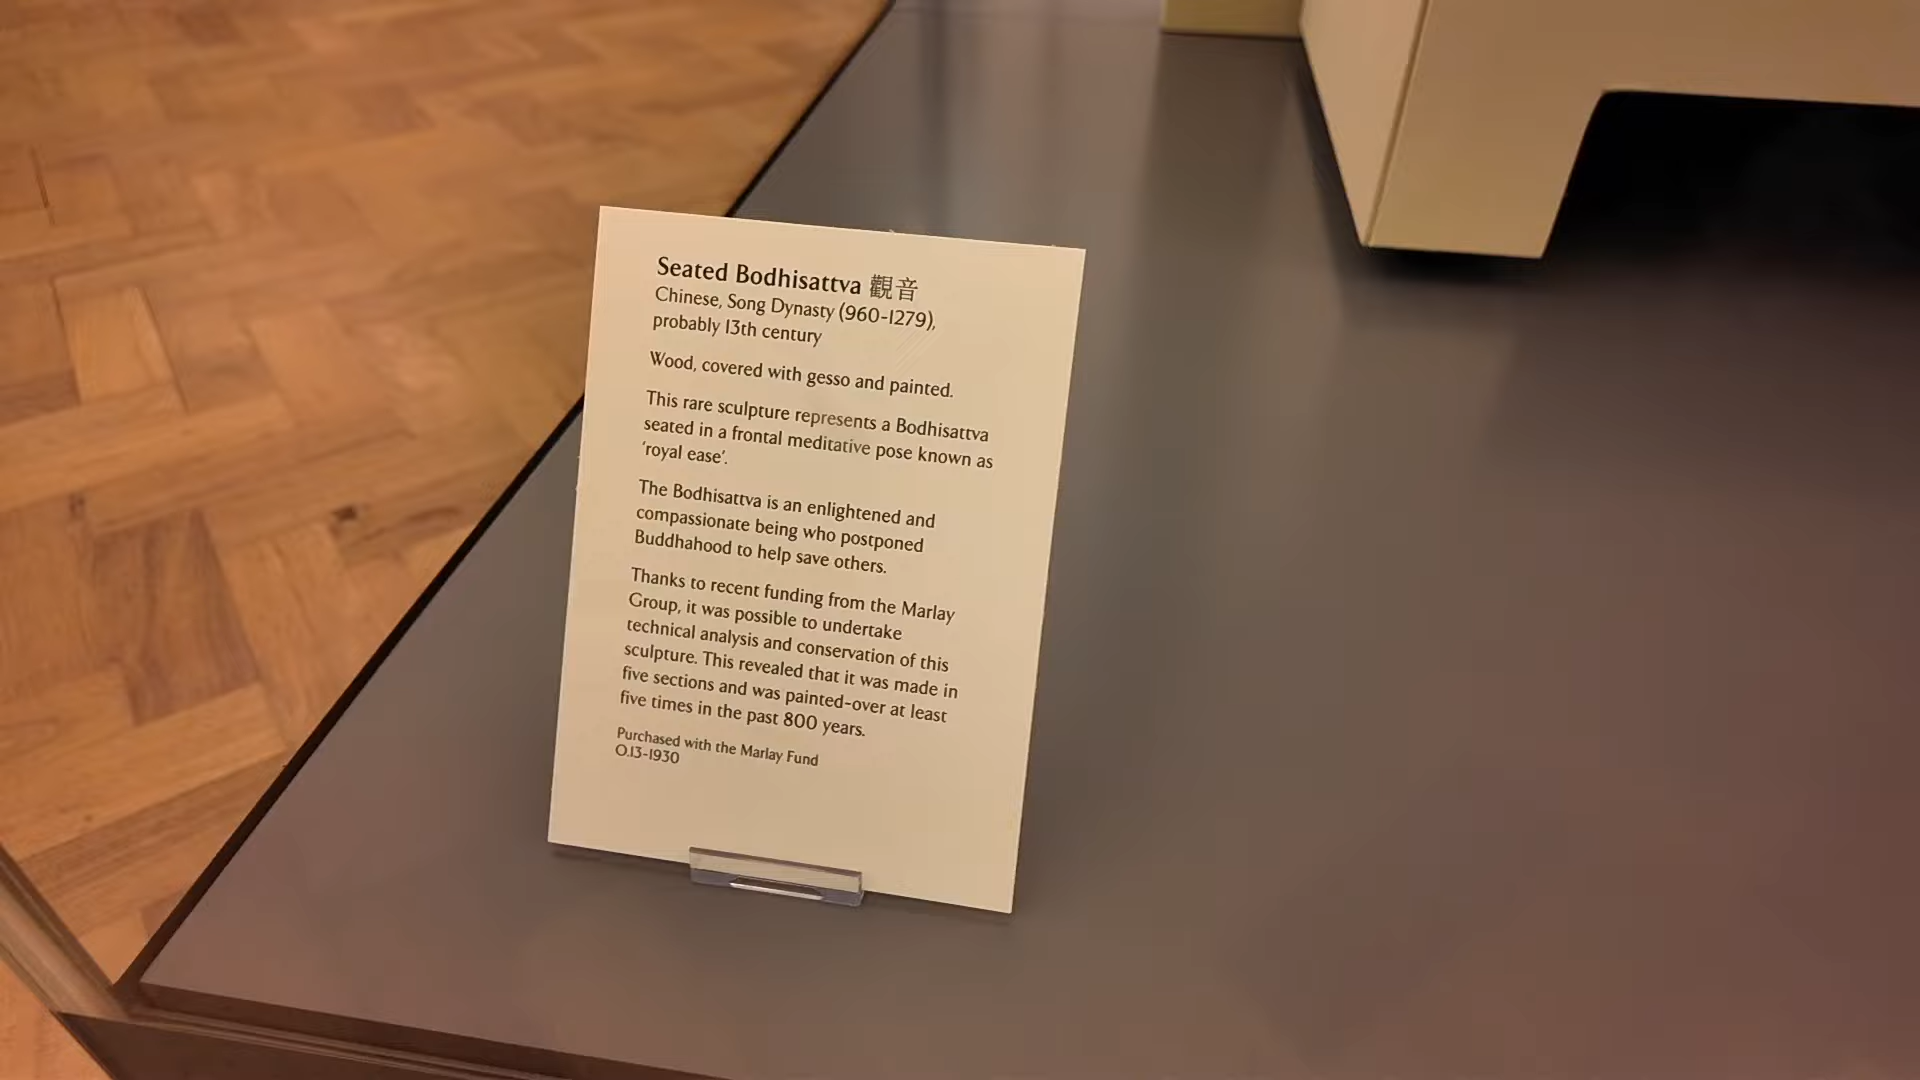 Seated Bodhisattva 觀音
Chinese, Song Dynasty (960-1279),
probably 13th century
Wood, covered with gesso and painted.
This rare sculpture represents a Bodhisattva
seated in a frontal meditative pose known as
‘royal ease’.
The Bodhisattva is an enlightened and
compassionate being who postponed
Buddhahood to help save others.
Thanks to recent funding from the Marlay
Group, it was possible to undertake
technical analysis and conservation of this
sculpture. This revealed that it was made in
five sections and was painted-over at least
five times in the past 800 years.
Purchased with the Marlay Fund
O.13-1930